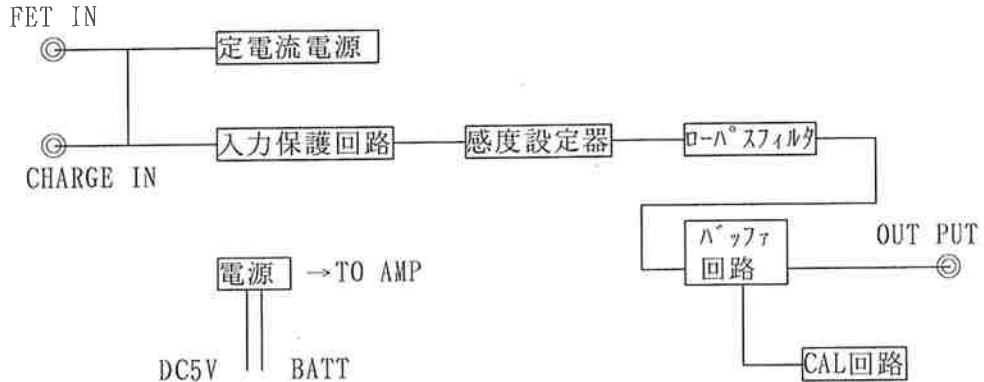 FET IN
定電流電源
入力保護回路
感度設定器
ローパスフィルタ
CHARGE IN
バッファ
回路
OUT PUT
電源
→TO AMP
DC5V
BATT
CAL回路